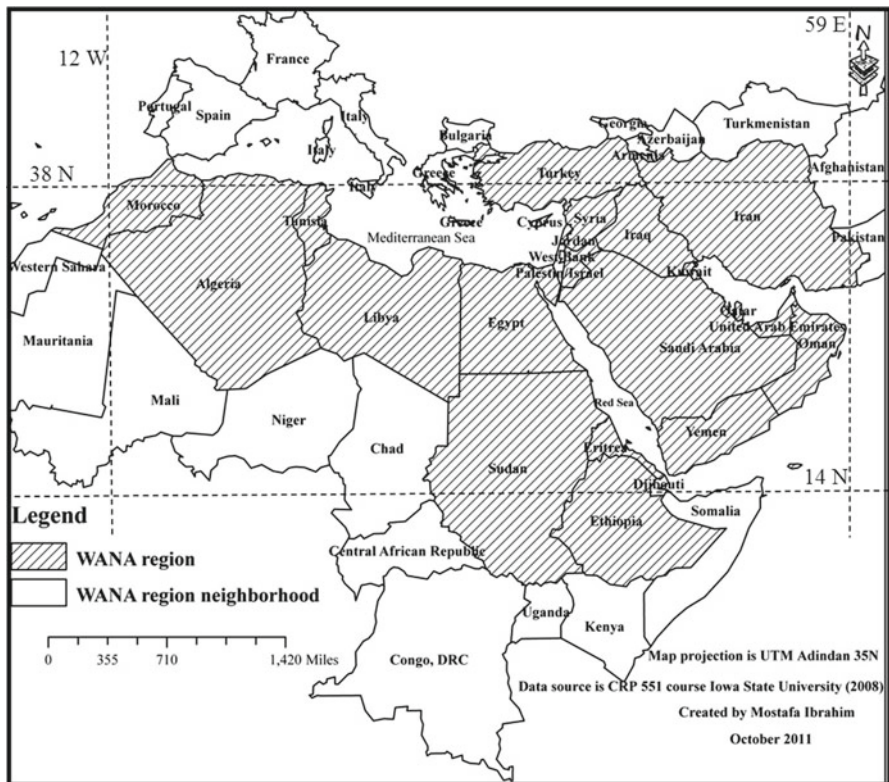 59 E
N
12 W
France
Portugal
Spain
Italy
Italy
Italy
Bulgaria
Georgia
Azerbaijan
Turkmenistan
Armenia
38 N
Greece
Turkey
Afghanistan
Morocco
Tunisia
Greece
Cyprus
Syria
Iraq
Iran
Mediterranean Sea
Jardan
Pakistan
Western Sahara
West Bank
Palestin/Israel
Kuwait
Algeria
Libya
Egypt
Qatar
United Arab Emirates
Mauritania
Saudi Arabia
Oman
Mali
Niger
Chad
Red Sea
Yemen
Sudan
Eritrea
Djibouti
14 N
Somalia
Ethiopia
Legend
WANA region
WANA region neighborhood
Central African Republic
Uganda
Kenya
Congo, DRC
0 355 710 1,420 Miles
Map projection is UTM Adindan 35N
Data source is CRP 551 course Iowa State University (2008)
Created by Mostafa Ibrahim
October 2011